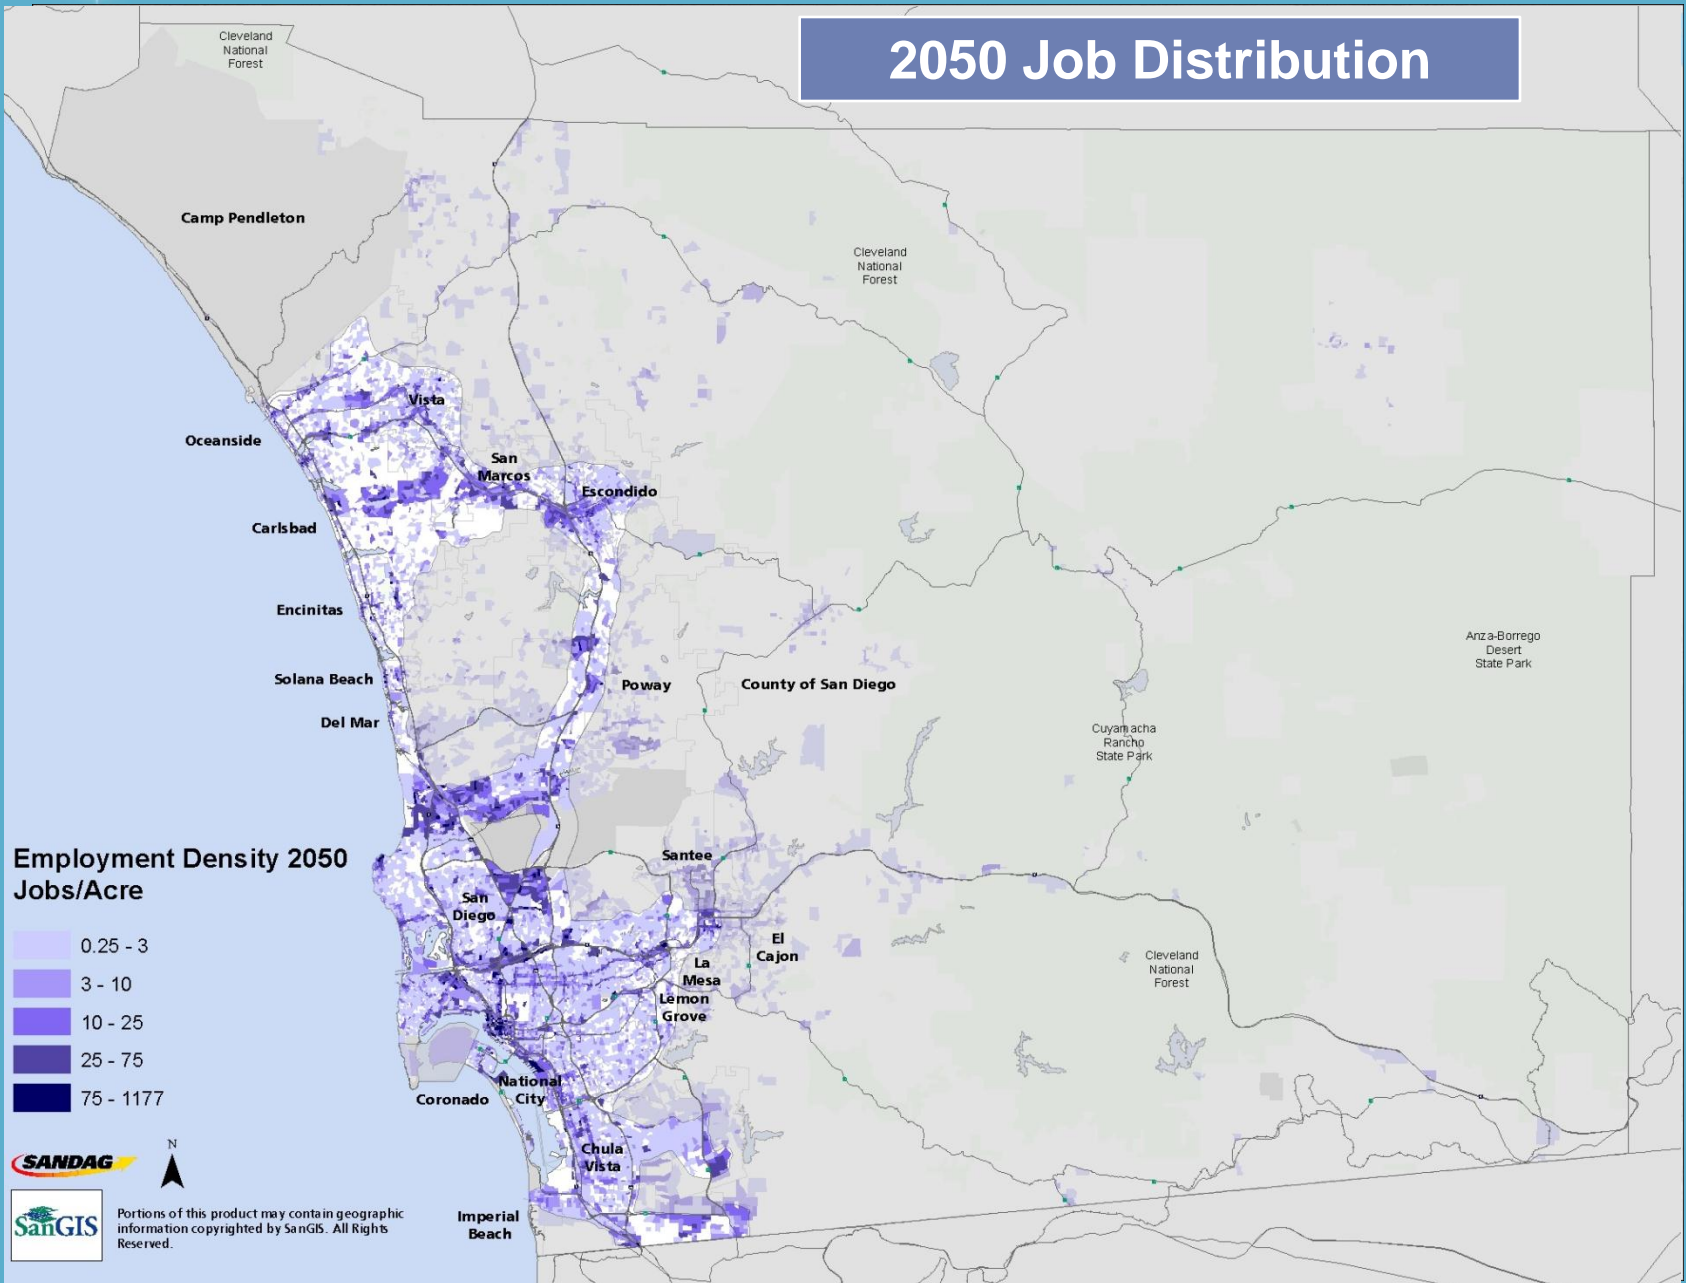 2050 Job Distribution
Cleveland
National
Forest
Camp Pendleton
Cleveland
National
Forest
Vista
Oceanside
San
Marcos
Escondido
Carlsbad
Encinitas
Anza-Borrego
Desert
State Park
Solana Beach
Poway
County of San Diego
Del Mar
Cuyamacha
Rancho
State Park
Employment Density 2050
Jobs/Acre
0.25 - 3
3 - 10
10 - 25
25 - 75
75 - 1177
Santee
San
Diego
El
Cajon
La
Mesa
Lemon
Grove
Cleveland
National
Forest
National
City
Coronado
Chula
Vista
Imperial
Beach
SANDAG
N
SanGIS
Portions of this product may contain geographic
information copyrighted by SanGIS. All Rights
Reserved.